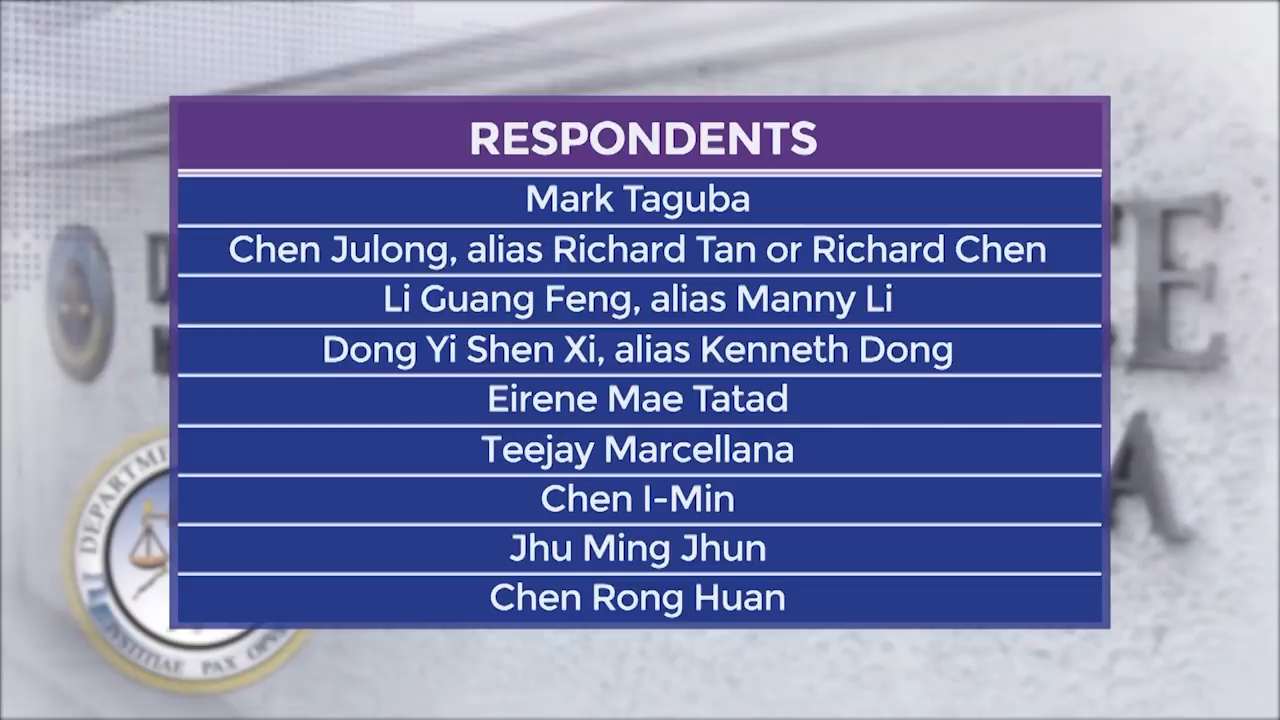 RESPONDENTS
Mark Taguba
Chen Julong, alias Richard Tan or Richard Chen
Li Guang Feng, alias Manny Li
Dong Yi Shen Xi, alias Kenneth Dong
Eirene Mae Tatad
Teejay Marcellana
Chen I-Min
Jhu Ming Jhun
Chen Rong Huan
PAX